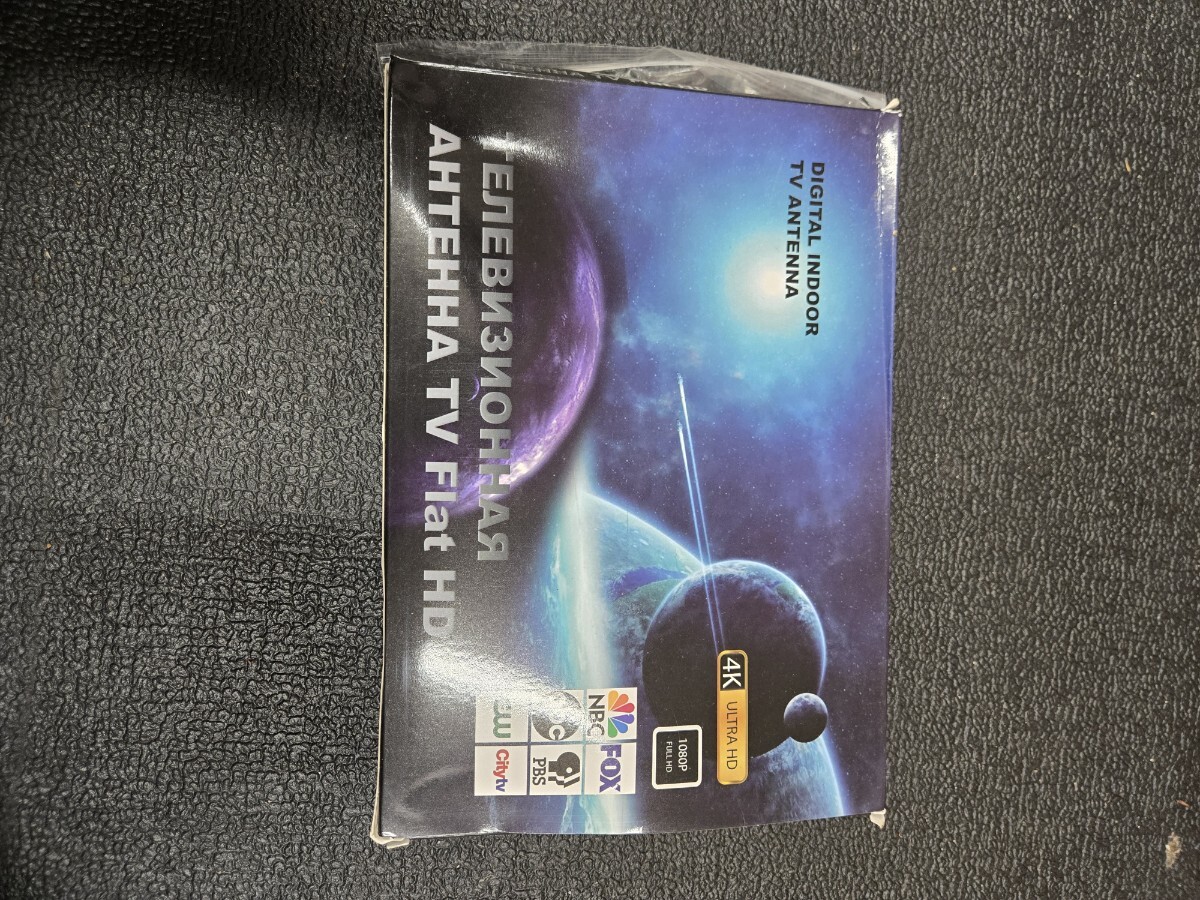 DIGITAL INDOOR
TV ANTENNA
4K ULTRA HD
1080P
FULL HD
NBC FOX
abc PBS
CW Citytv
ТЕЛЕВИЗИОННАЯ
АНТЕННА TV Flat HD